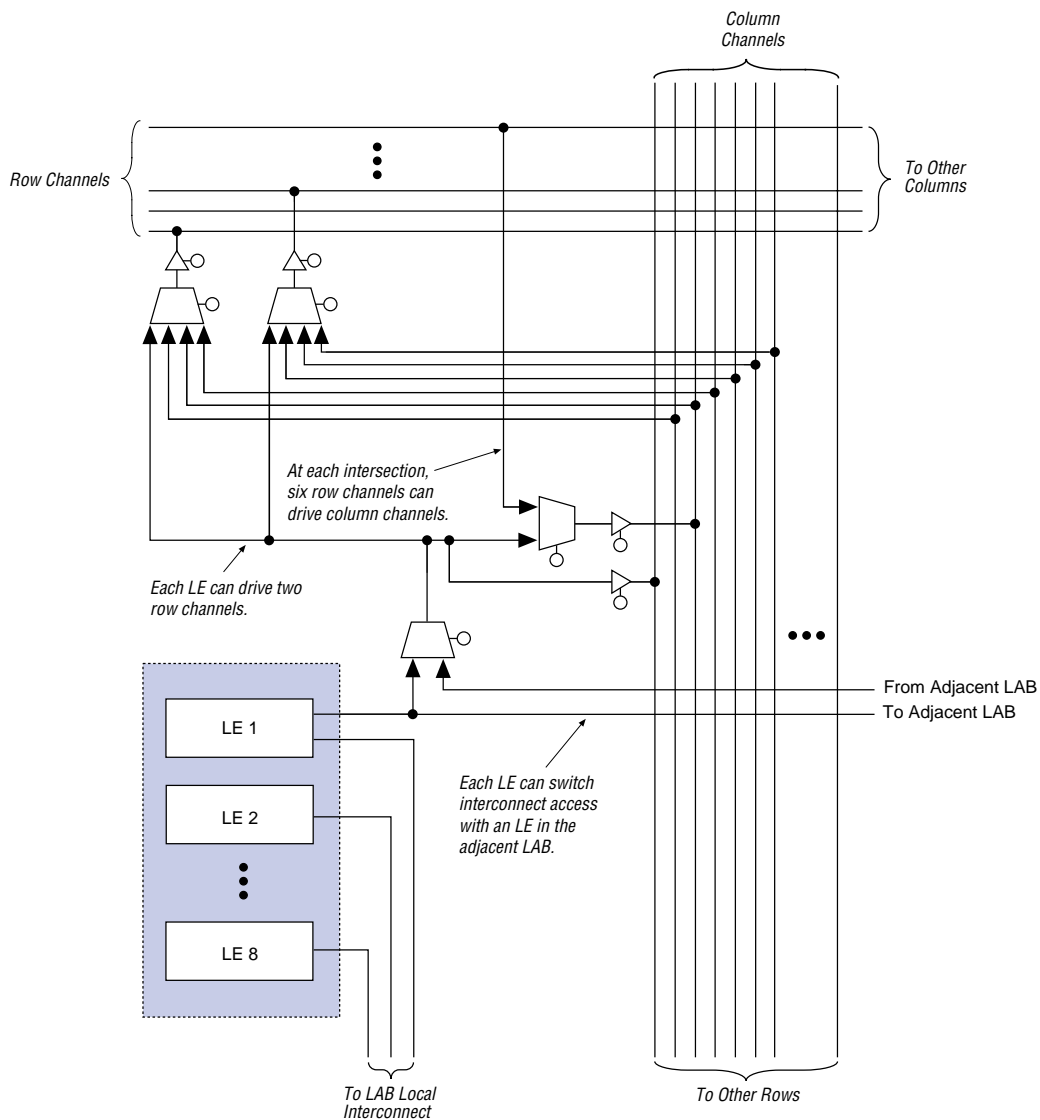 Column
Channels
Row Channels
To Other
Columns
At each intersection,
six row channels can
drive column channels.
Each LE can drive two
row channels.
From Adjacent LAB
To Adjacent LAB
LE 1
Each LE can switch
interconnect access
with an LE in the
adjacent LAB.
LE 2
LE 8
To LAB Local
Interconnect
To Other Rows